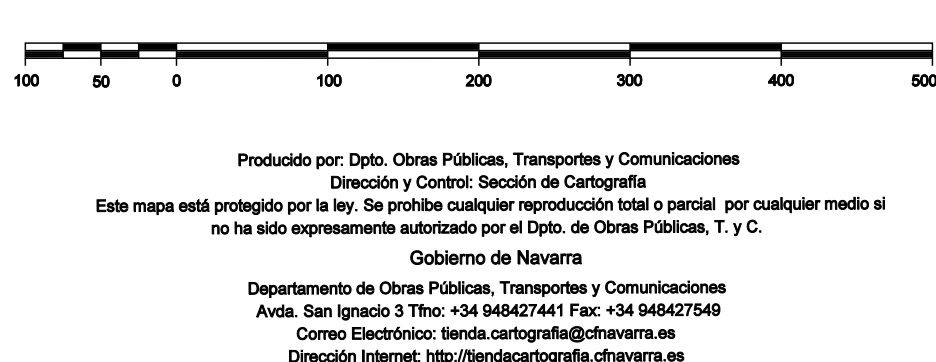 100 50 0 100 200 300 400 500
Producido por: Dpto. Obras Públicas, Transportes y Comunicaciones
Dirección y Control: Sección de Cartografía
Este mapa está protegido por la ley. Se prohibe cualquier reproducción total o parcial por cualquier medio si
no ha sido expresamente autorizado por el Dpto. de Obras Públicas, T. y C.
Gobierno de Navarra
Departamento de Obras Públicas, Transportes y Comunicaciones
Avda. San Ignacio 3 Tfno: +34 948427441 Fax: +34 948427549
Correo Electrónico: tienda.cartografia@cfnavarra.es
Dirección Internet: http://tiendacartografia.cfnavarra.es